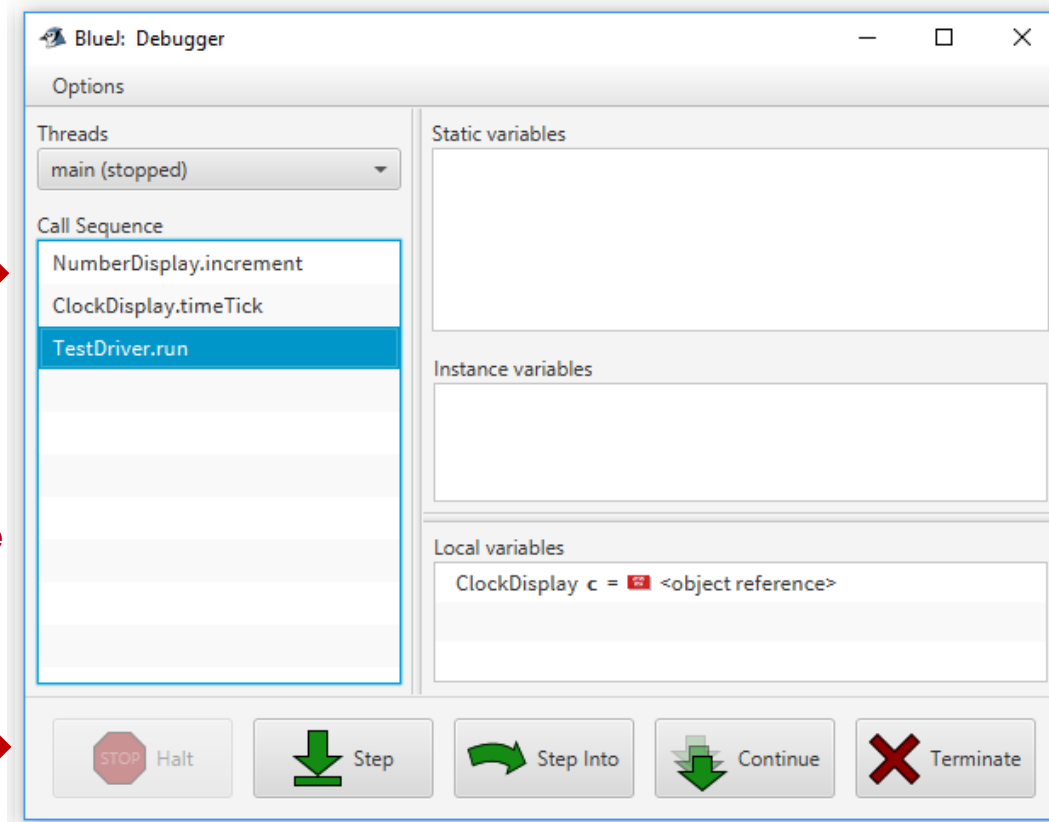 BlueJ: Debugger
Options
Threads
main (stopped)
Call Sequence
NumberDisplay.increment
ClockDisplay.timeTick
TestDriver.run
Static variables
Instance variables
Local variables
ClockDisplay c = <object reference>
STOP Halt
Step
Step Into
Continue
Terminate